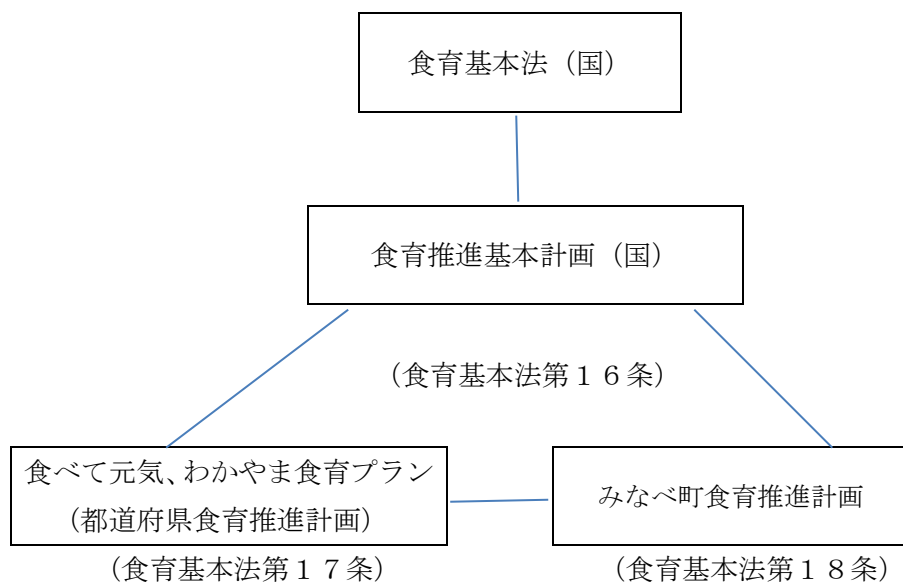 食育基本法（国）
食育推進基本計画（国）
（食育基本法第１６条）
食べて元気、わかやま食育プラン
（都道府県食育推進計画）
みなべ町食育推進計画
（食育基本法第１７条）
（食育基本法第１８条）